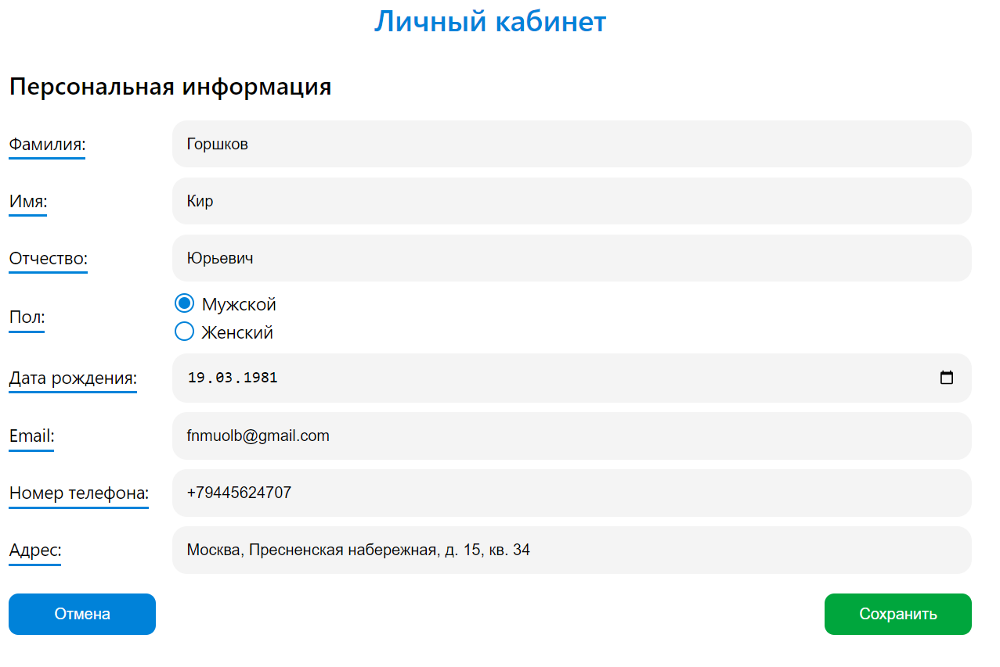 Личный кабинет
Персональная информация
Фамилия: Горшков
Имя: Кир
Отчество: Юрьевич
Пол: Мужской
Женский
Дата рождения: 19.03.1981
Email: fnmuolb@gmail.com
Номер телефона: +79445624707
Адрес: Москва, Пресненская набережная, д. 15, кв. 34
Отмена Сохранить